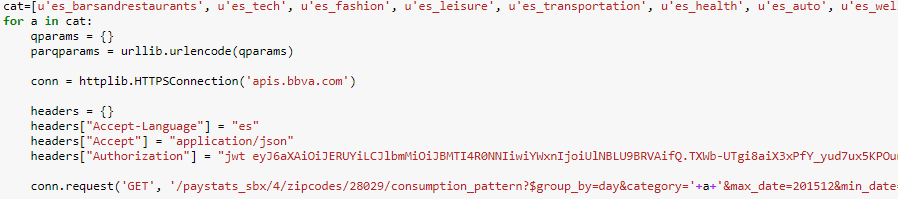 cat=[u'es_barsandrestaurants', u'es_tech', u'es_fashion', u'es_leisure', u'es_transportation', u'es_health', u'es_auto', u'es_wel
for a in cat:
    qparams = {}
    parqparams = urllib.urlencode(qparams)
    conn = httplib.HTTPSConnection('apis.bbva.com')
    headers = {}
    headers["Accept-Language"] = "es"
    headers["Accept"] = "application/json"
    headers["Authorization"] = "jwt eyJ6aXAiOiJERUYiLCJlbmMiOiJBMTI4R0NNIiwiYWxnIjoiUlNBLU9BRVAifQ.TXWb-UTgi8aiX3xPfY_yud7ux5KPOu
    conn.request('GET', '/paystats_sbx/4/zipcodes/28029/consumption_pattern?$group_by=day&category='+a+'&max_date=201512&min_date=